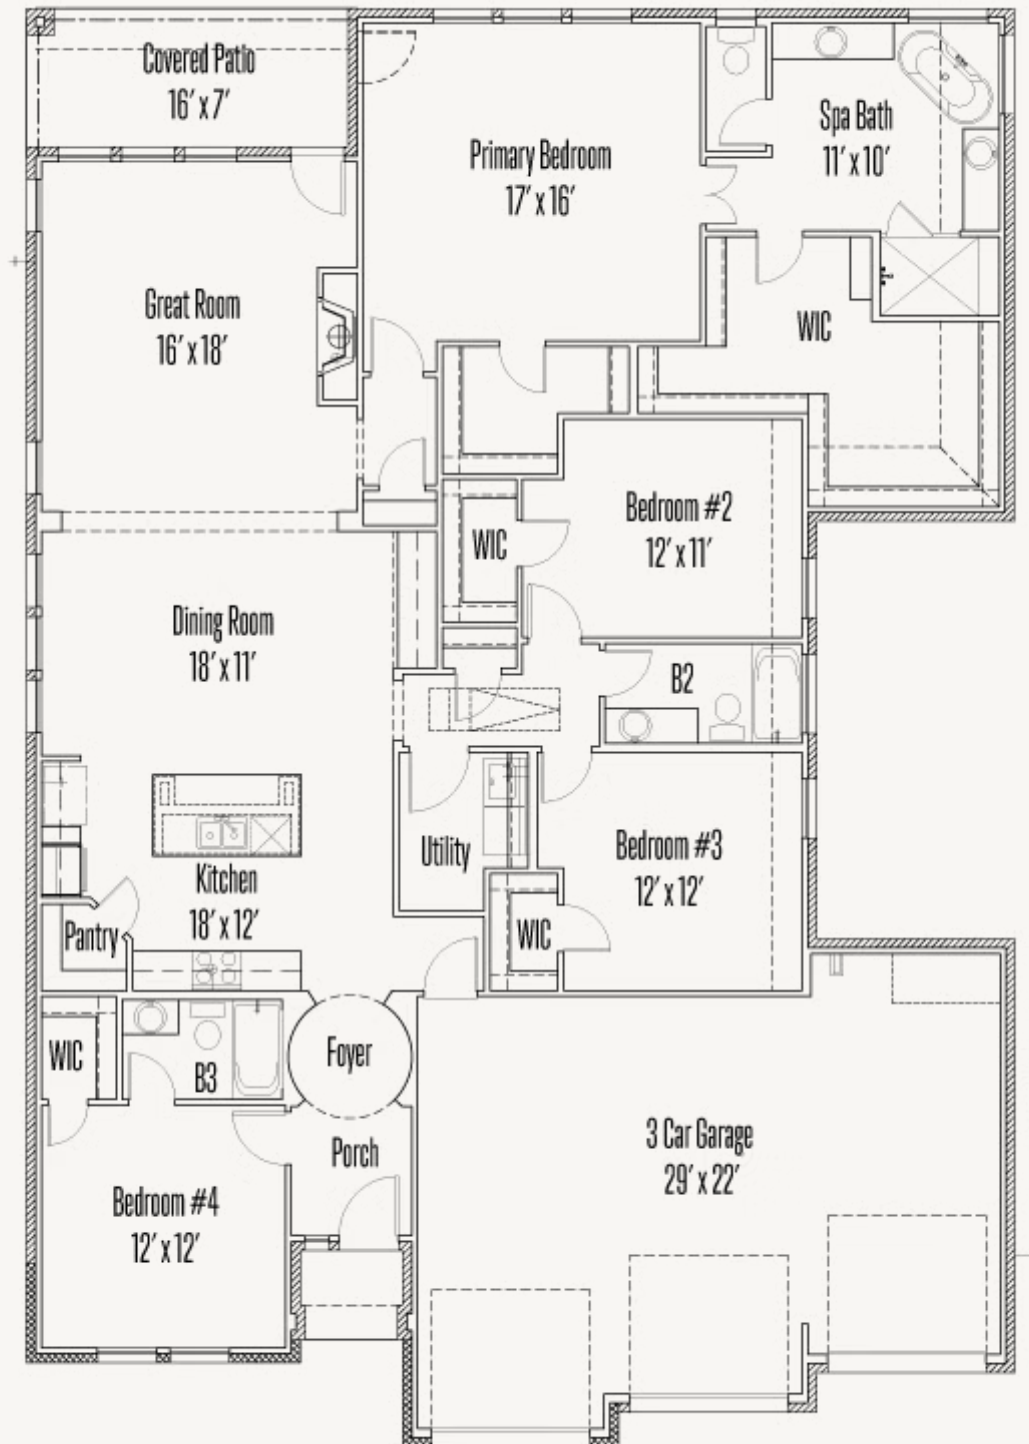 Covered Patio
16' x 7'
Primary Bedroom
17' x 16'
Spa Bath
11' x 10'
Great Room
16' x 18'
WIC
Bedroom #2
12' x 11'
WIC
Dining Room
18' x 11'
B2
Utility
Bedroom #3
12' x 12'
Kitchen
18' x 12'
Pantry
WIC
WIC
B3
Foyer
Porch
3 Car Garage
29' x 22'
Bedroom #4
12' x 12'